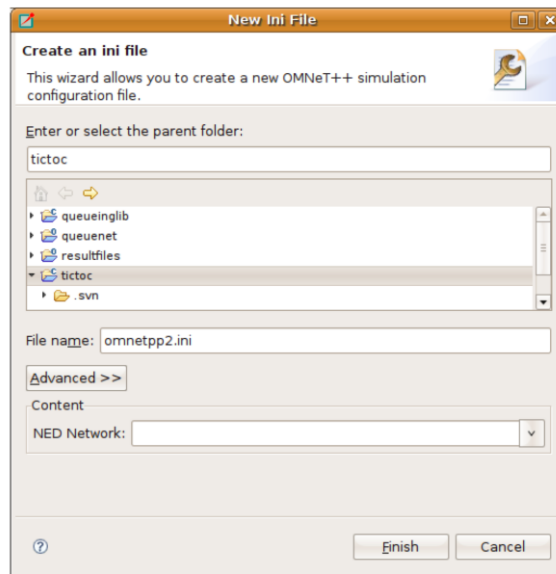 New Ini File
Create an ini file
This wizard allows you to create a new OMNeT++ simulation
configuration file.
Enter or select the parent folder:
tictoc
queueinglib
queuenet
resultfiles
tictoc
.svn
File name: omnetpp2.ini
Advanced >>
Content
NED Network:
Finish Cancel